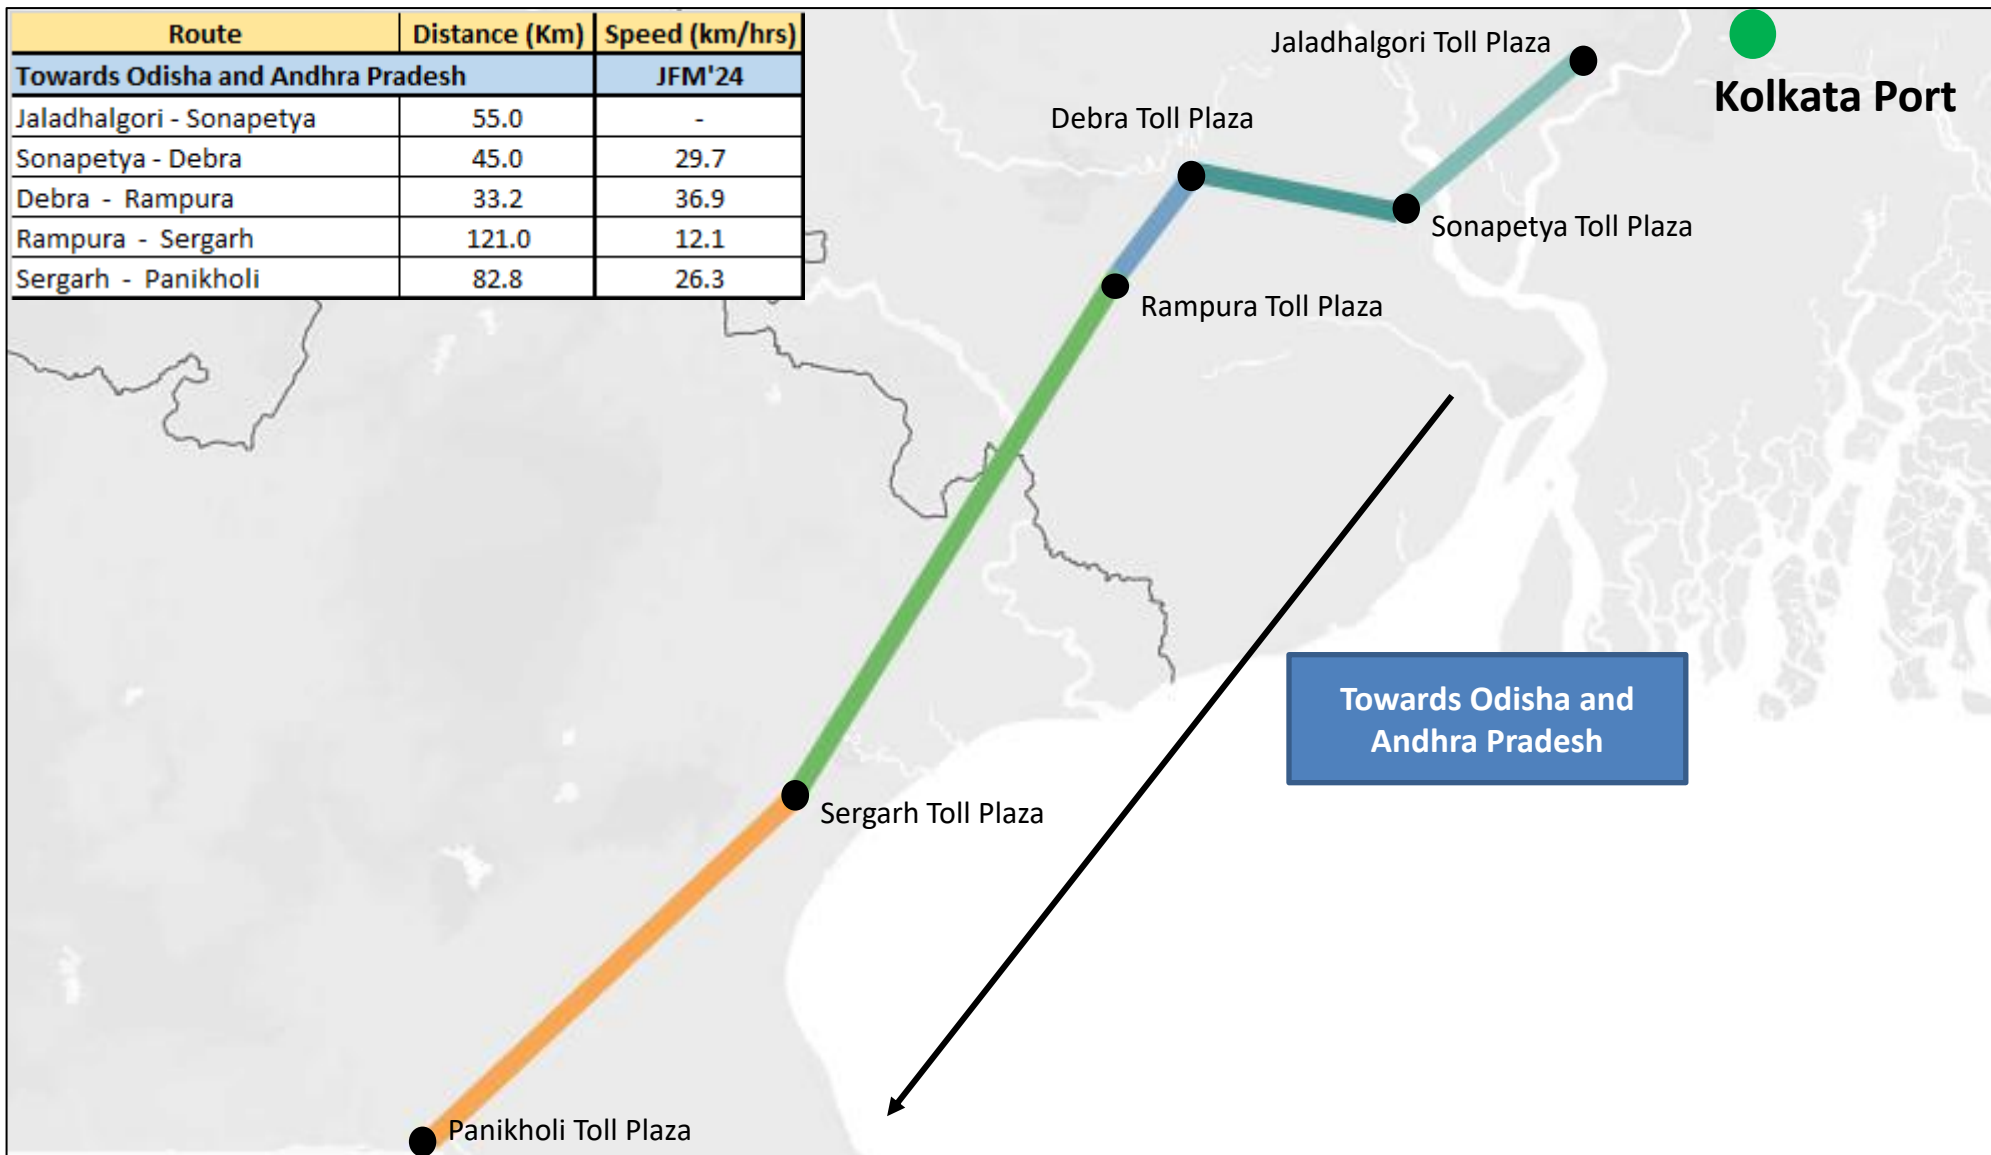 Route Distance (Km) Speed (km/hrs)
Towards Odisha and Andhra Pradesh JFM'24
Jaladhalgori - Sonapetya 55.0 -
Sonapetya - Debra 45.0 29.7
Debra - Rampura 33.2 36.9
Rampura - Sergarh 121.0 12.1
Sergarh - Panikholi 82.8 26.3
Jaladhalgori Toll Plaza
Kolkata Port
Debra Toll Plaza
Sonapetya Toll Plaza
Rampura Toll Plaza
Towards Odisha and
Andhra Pradesh
Sergarh Toll Plaza
Panikholi Toll Plaza